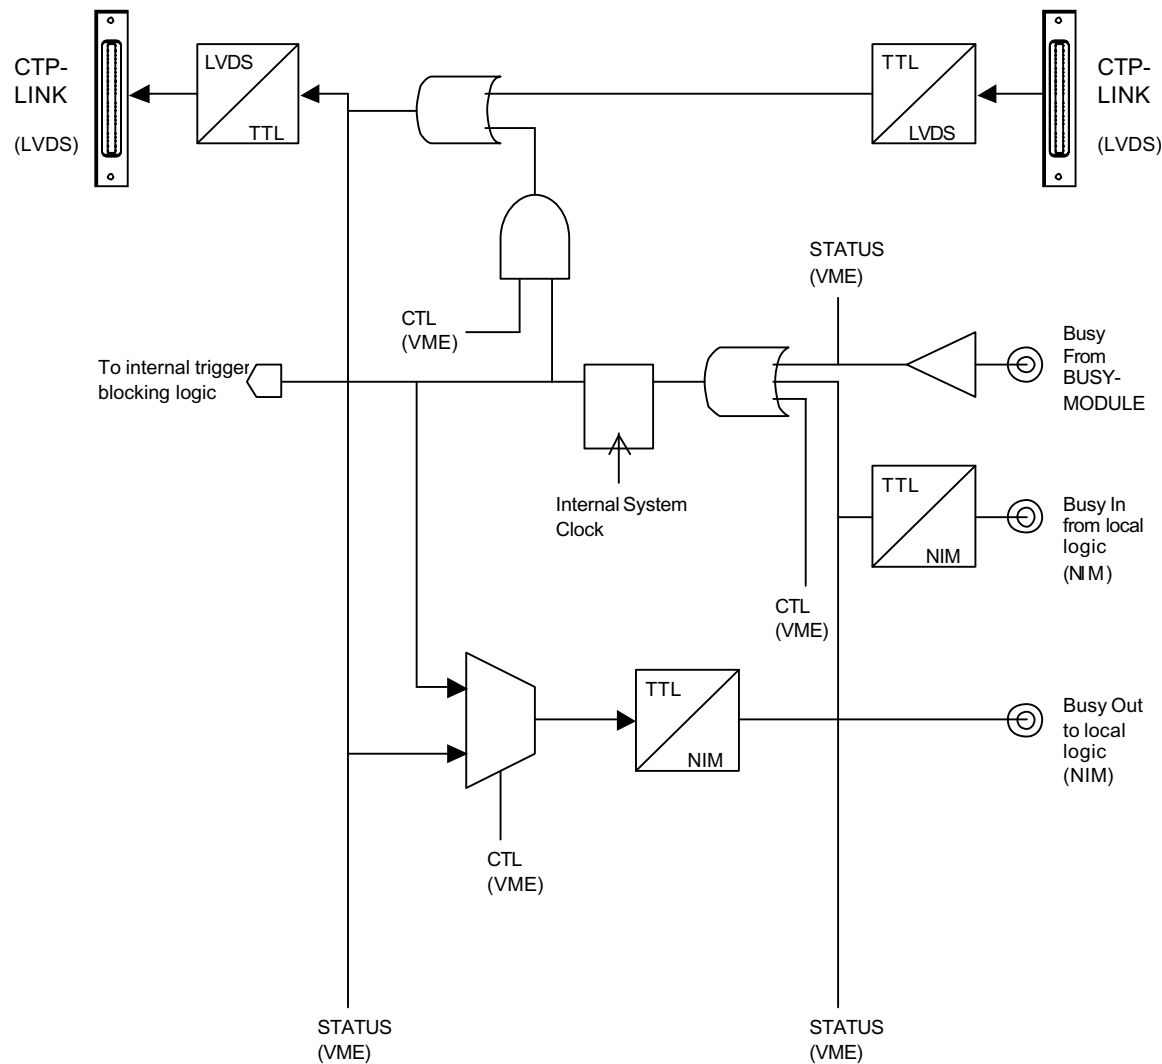 CTP-
LINK
(LVDS)
LVDS
TTL
TTL
LVDS
CTP-
LINK
(LVDS)
STATUS
(VME)
CTL
(VME)
Busy
From
BUSY-
MODULE
To internal trigger
blocking logic
TTL
NIM
Busy In
from local
logic
(NIM)
Internal System
Clock
CTL
(VME)
TTL
NIM
Busy Out
to local
logic
(NIM)
CTL
(VME)
STATUS
(VME)
STATUS
(VME)